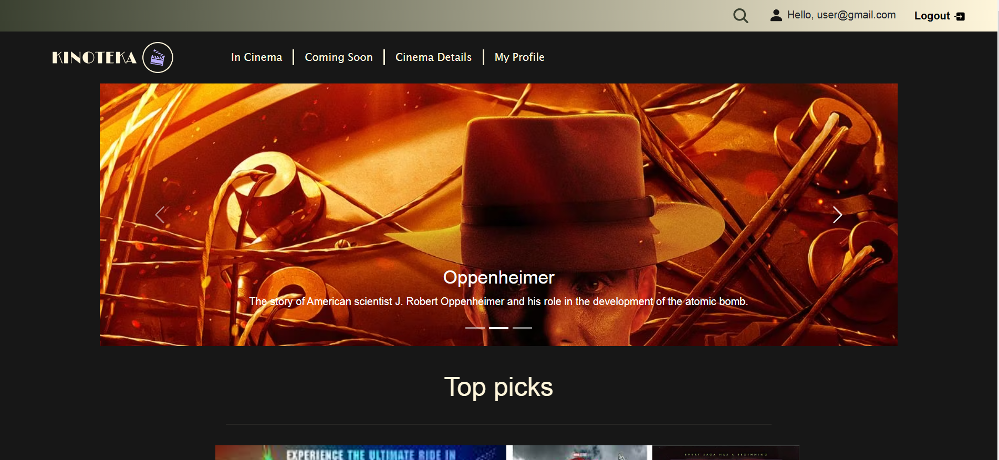 Hello, user@gmail.com
Logout
KINOTEKA
In Cinema
Coming Soon
Cinema Details
My Profile
Oppenheimer
The story of American scientist J. Robert Oppenheimer and his role in the development of the atomic bomb.
Top picks
EXPERIENCE THE ULTIMATE RIDE IN
EVERY SAGA HAS A BEGINNING